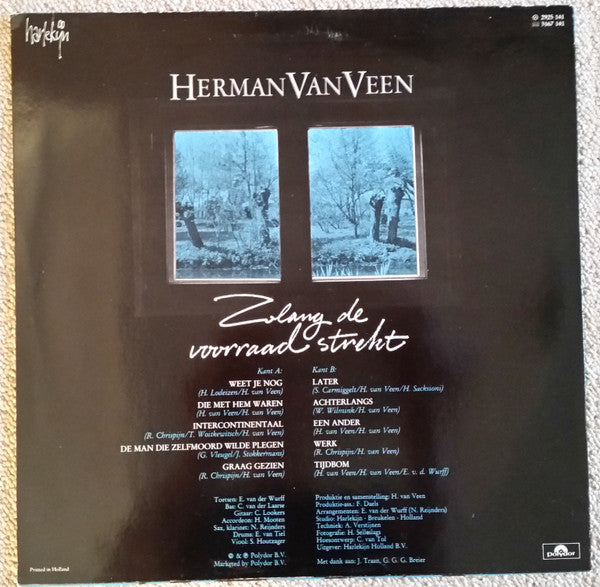 harlekijn
℗ 2925 141
3167 141
HERMAN VAN VEEN
Zolang de
voorraad strekt
Kant A:
WEET JE NOG
(H. Lodeizen/H. van Veen)
DIE MET HEM WAREN
(H. van Veen/H. van Veen)
INTERCONTINENTAAL
(R. Chrispijn/T. Woitkewitsch/H. van Veen)
DE MAN DIE ZELFMOORD WILDE PLEGEN
(G. Vleugel/J. Stokkermans)
GRAAG GEZIEN
(R. Chrispijn/H. van Veen)
Kant B:
LATER
(S. Carmiggelt/H. van Veen/H. Sacksioni)
ACHTERLANGS
(W. Wilmink/H. van Veen)
EEN ANDER
(H. van Veen/H. van Veen)
WERK
(R. Chrispijn/H. van Veen)
TIJDBOM
(H. van Veen/H. van Veen/E. v. d. Wurff)
Toetsen: E. van der Wurff
Bas: C. van der Laarse
Gitaar: C. Lookers
Accordeon: H. Mooten
Sax, klarinet: N. Reijnders
Drums: E. van Tiel
Viool: S. Houtzager
© & ℗ Polydor B.V.
Marketed by Polydor B.V.
Produktie en samenstelling: H. van Veen
Produktie-ass.: F. Daels
Arrangementen: E. van der Wurff (N. Reijnders)
Studio: Harlekijn - Breukelen - Holland
Techniek: A. Verstijnen
Fotografie: H. Sellenlags
Hoesontwerp: C. van Tol
Uitgever: Harlekijn Holland B.V.
Met dank aan: J. Traan, G. G. G. Breier
Printed in Holland
polydor